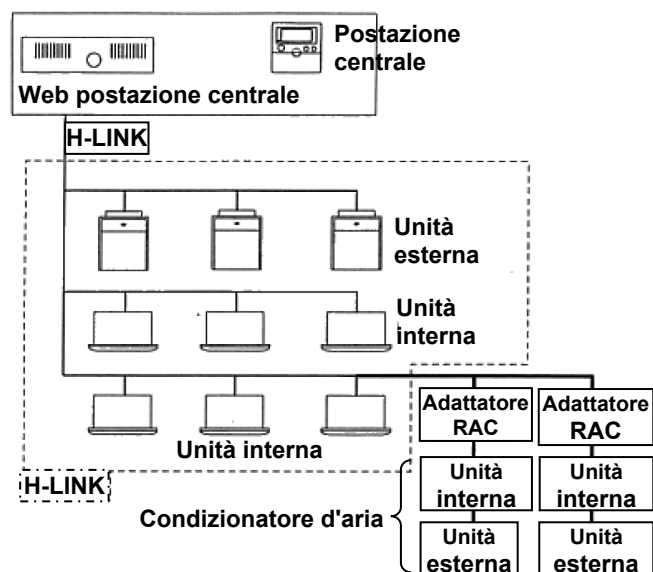 Postazione
centrale
Web postazione centrale
H-LINK
Unità
esterna
Unità
interna
Unità interna
H-LINK
Adattatore
RAC
Adattatore
RAC
Unità
interna
Unità
interna
Condizionatore d'aria
Unità
esterna
Unità
esterna